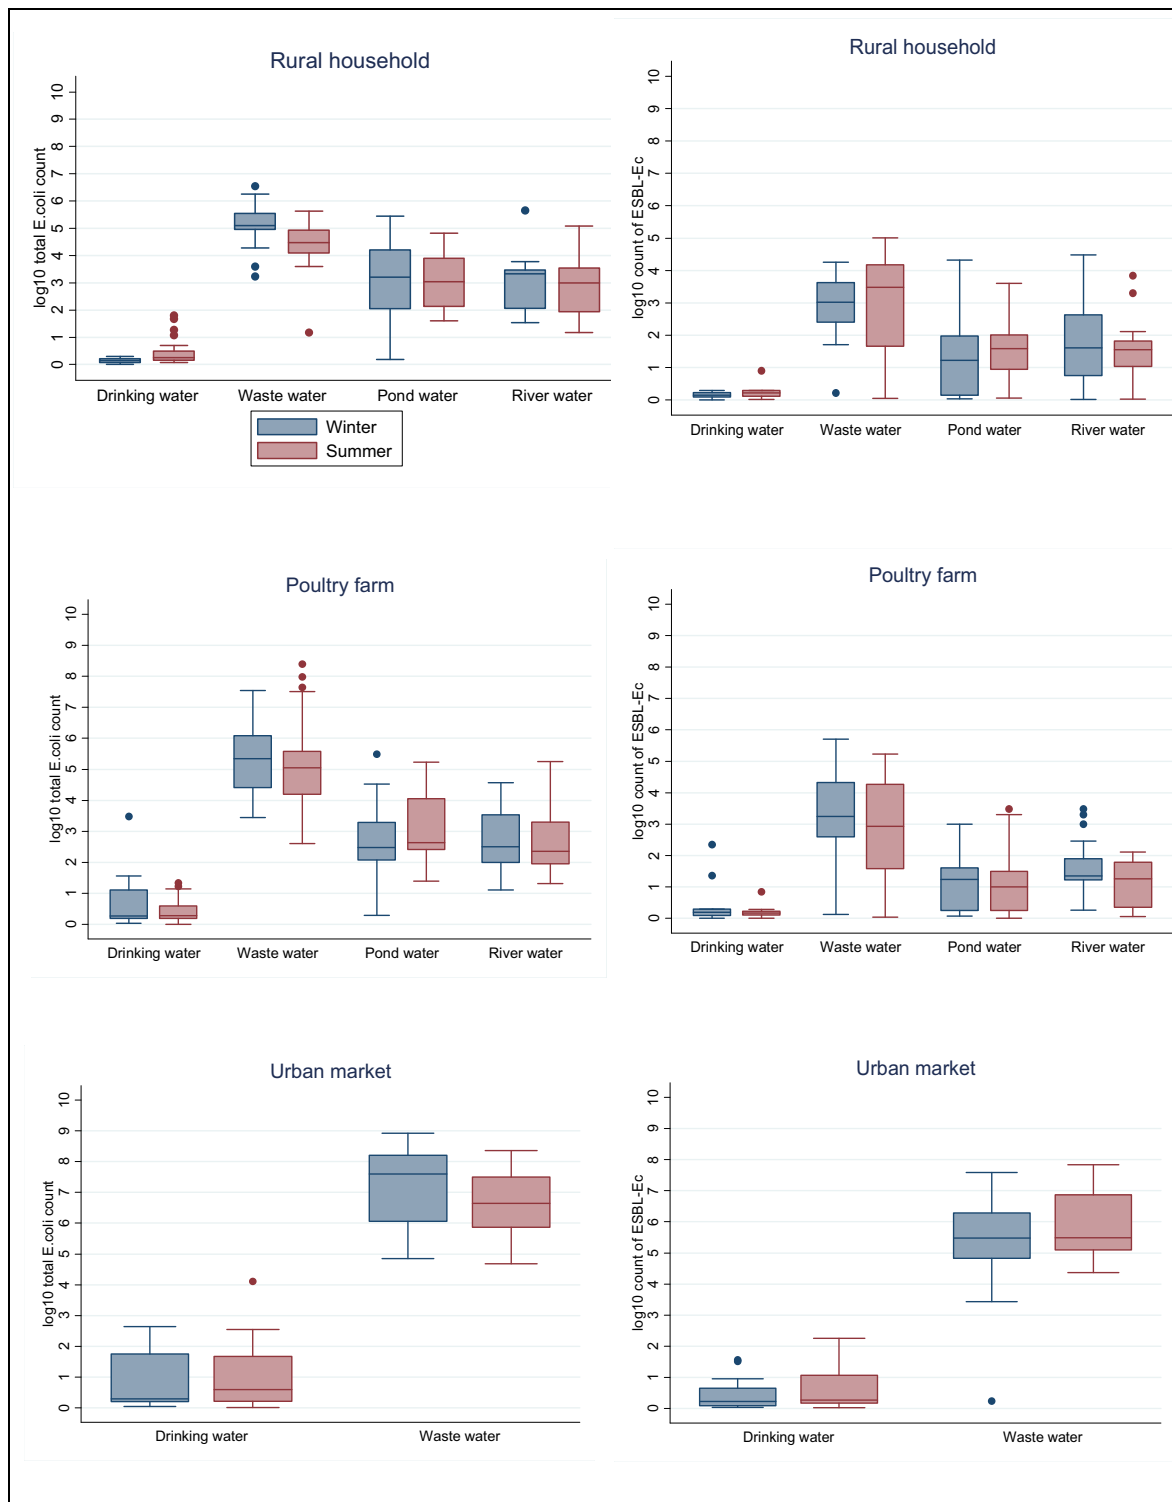 Rural household
log10 total E.coli count
0 1 2 3 4 5 6 7 8 9 10
Drinking water Waste water Pond water River water
Winter
Summer
Rural household
log10 count of ESBL-Ec
0 1 2 3 4 5 6 7 8 9 10
Drinking water Waste water Pond water River water
Poultry farm
log10 total E.coli count
0 1 2 3 4 5 6 7 8 9 10
Drinking water Waste water Pond water River water
Poultry farm
log10 count of ESBL-Ec
0 1 2 3 4 5 6 7 8 9 10
Drinking water Waste water Pond water River water
Urban market
log10 total E.coli count
0 1 2 3 4 5 6 7 8 9 10
Drinking water Waste water
Urban market
log10 count of ESBL-Ec
0 1 2 3 4 5 6 7 8 9 10
Drinking water Waste water